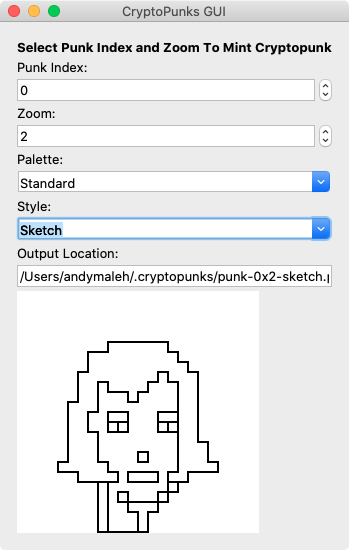 CryptoPunks GUI
Select Punk Index and Zoom To Mint Cryptopunk
Punk Index:
0
Zoom:
2
Palette:
Standard
Style:
Sketch
Output Location:
/Users/andymaleh/.cryptopunks/punk-0x2-sketch.p